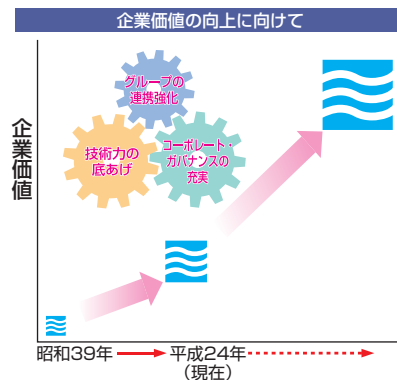 企業価値の向上に向けて
グループの
連携強化
技術力の
底あげ
コーポレート・
ガバナンスの
充実
企業価値
昭和39年
平成24年
（現在）